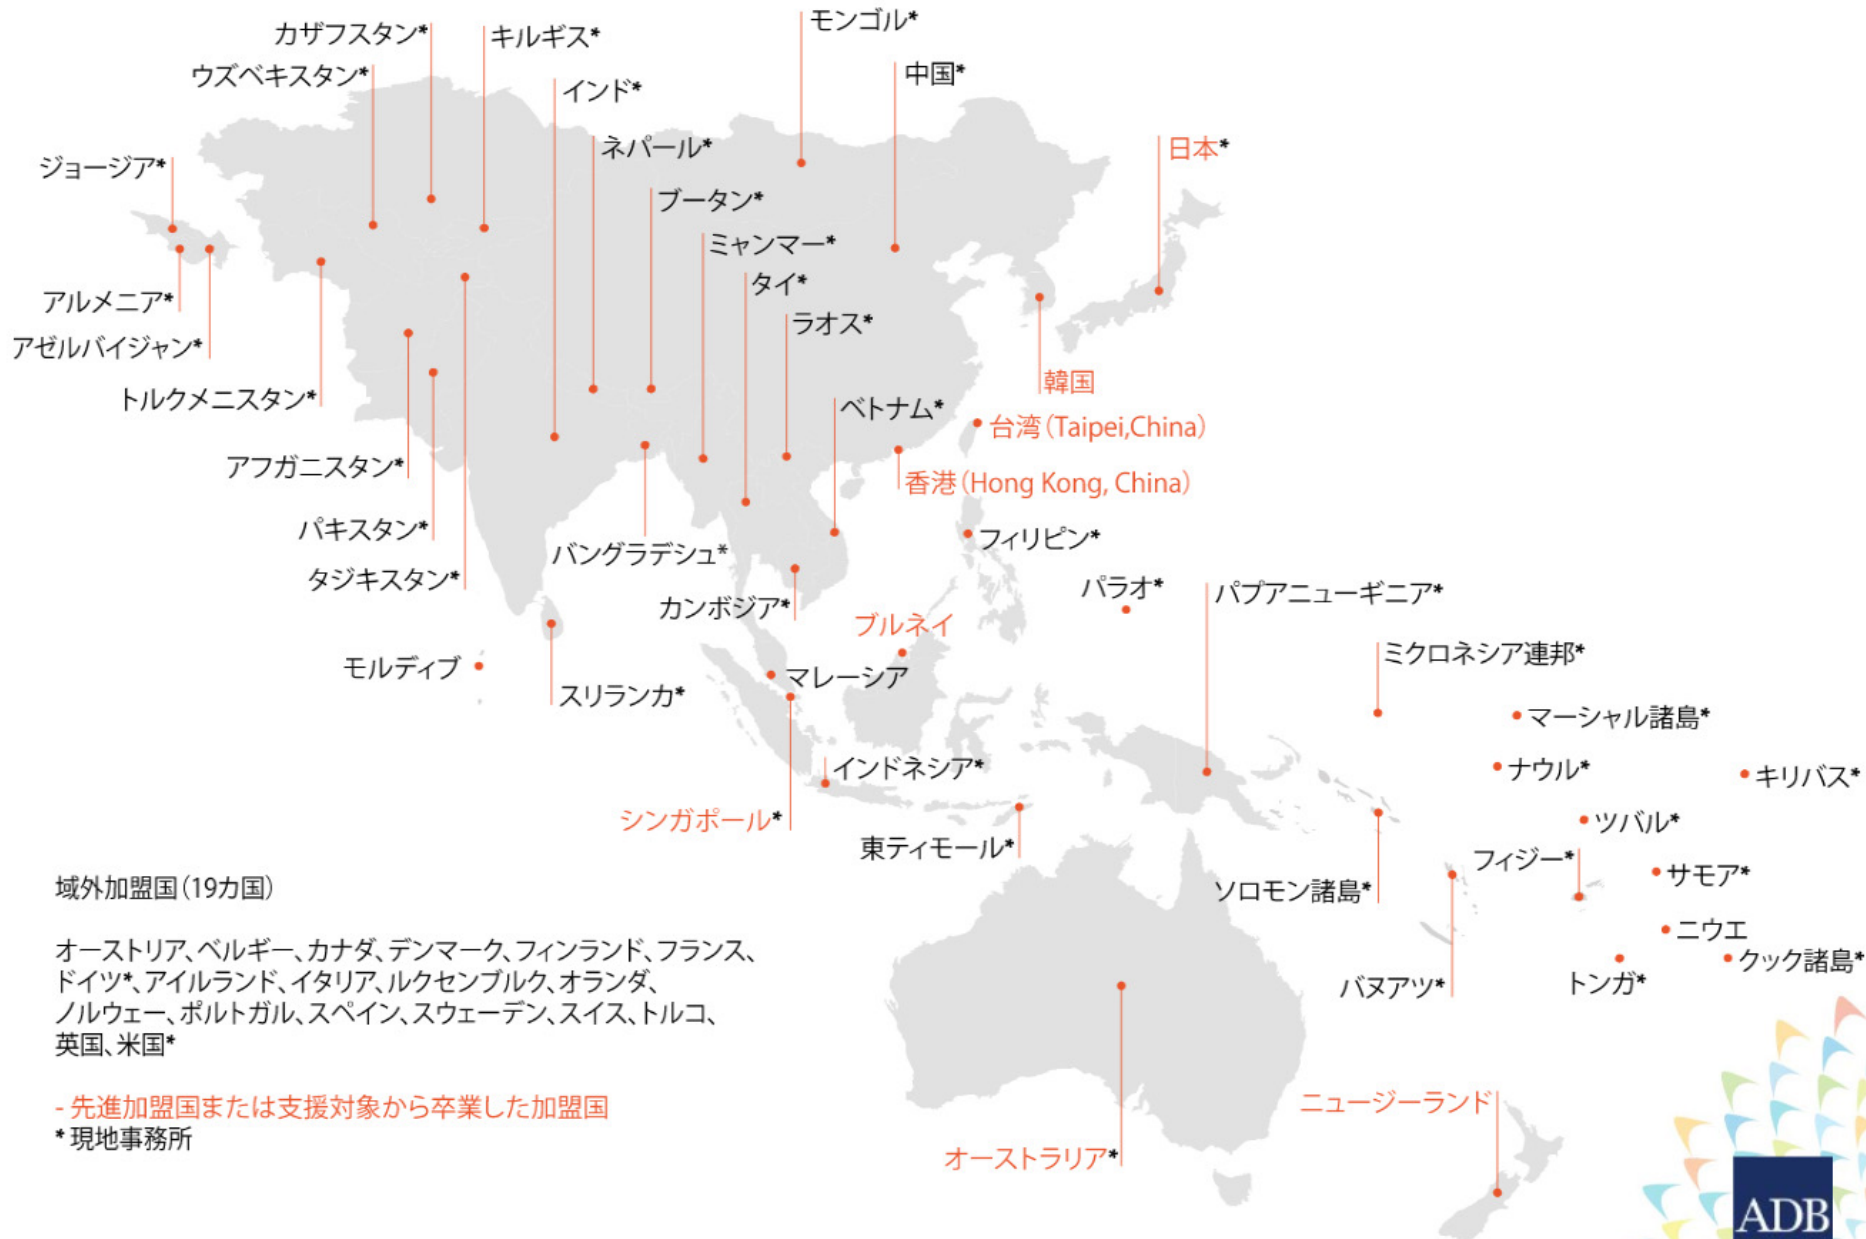 カザフスタン*
キルギス*
モンゴル*
ウズベキスタン*
インド*
中国*
ネパール*
日本*
ジョージア*
ブータン*
ミャンマー*
タイ*
アルメニア*
ラオス*
アゼルバイジャン*
韓国
トルクメニスタン*
ベトナム*
台湾(Taipei,China)
アフガニスタン*
香港(Hong Kong, China)
パキスタン*
フィリピン*
バングラデシュ*
タジキスタン*
パラオ*
パプアニューギニア*
カンボジア*
ブルネイ
ミクロネシア連邦*
モルディブ
マレーシア
スリランカ*
マーシャル諸島*
インドネシア*
ナウル*
キリバス*
シンガポール*
ツバル*
東ティモール*
フィジー*
サモア*
ソロモン諸島*
ニウエ
クック諸島*
バヌアツ*
トンガ*
域外加盟国(19カ国)
オーストリア、ベルギー、カナダ、デンマーク、フィンランド、フランス、
ドイツ*、アイルランド、イタリア、ルクセンブルク、オランダ、
ノルウェー、ポルトガル、スペイン、スウェーデン、スイス、トルコ、
英国、米国*
- 先進加盟国または支援対象から卒業した加盟国
* 現地事務所
ニュージーランド
オーストラリア*
ADB